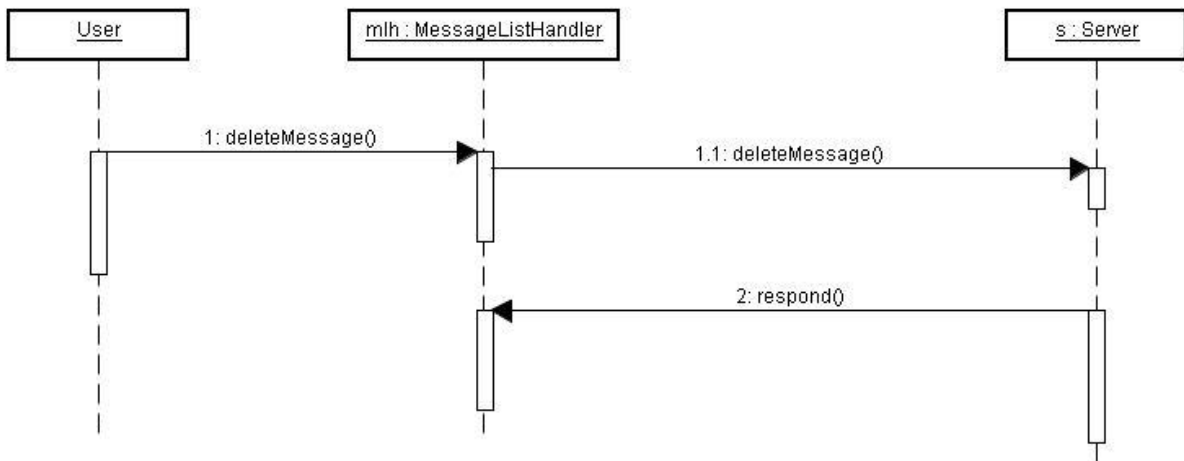 User
mlh : MessageListHandler
s : Server
1: deleteMessage()
1.1: deleteMessage()
2: respond()